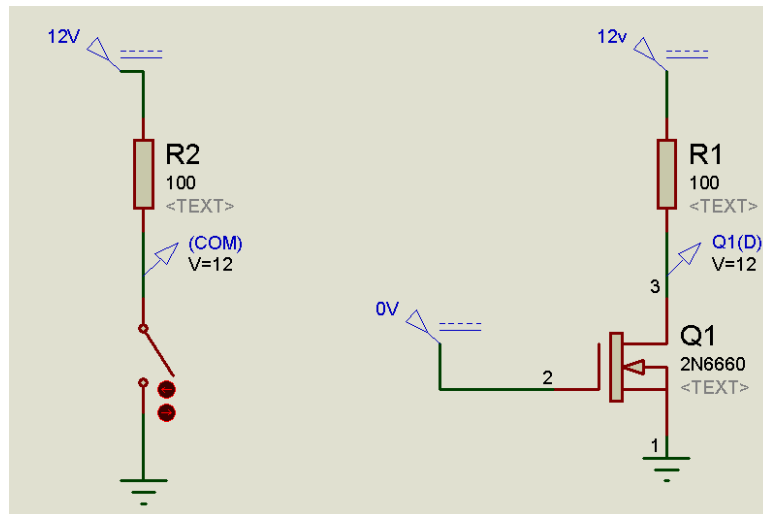 12V
R2
100
<TEXT>
(COM)
V=12
12v
R1
100
<TEXT>
Q1(D)
V=12
3
0V
2
Q1
2N6660
<TEXT>
1